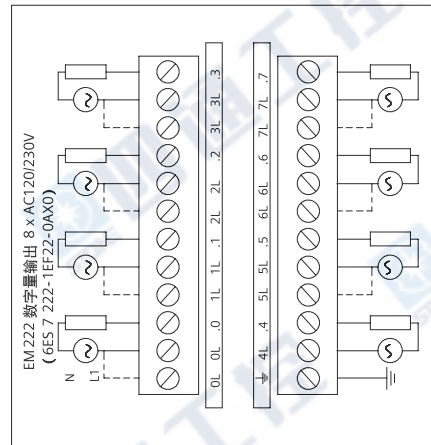 EM 222 数字量输出 8 x AC120/230V
(6ES 7 222-1EF22-0AX0)
N
L1
0L 0L .0 1L 1L .1 2L 2L .2 3L 3L .3
⏚ 4L .4 5L 5L .5 6L 6L .6 7L 7L .7